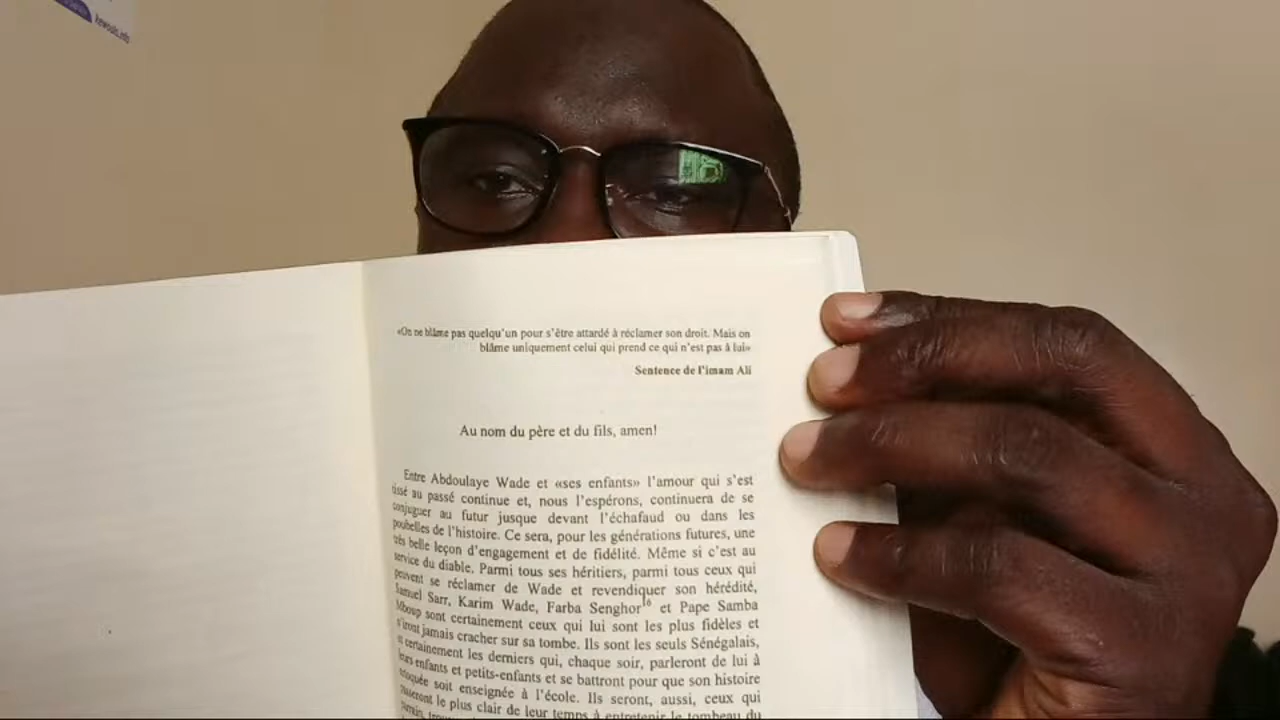 «On ne blâme pas quelqu'un pour s'être attardé à réclamer son droit. Mais on
blâme uniquement celui qui prend ce qui n'est pas à lui»
Sentence de l'imam Ali
Au nom du père et du fils, amen!
Entre Abdoulaye Wade et «ses enfants» l'amour qui s'est
tissé au passé continue et, nous l'espérons, continuera de se
conjuguer au futur jusque devant l'échafaud ou dans les
poubelles de l'histoire. Ce sera, pour les générations futures, une
très belle leçon d'engagement et de fidélité. Même si c'est au
service du diable. Parmi tous ses héritiers, parmi tous ceux qui
peuvent se réclamer de Wade et revendiquer son hérédité,
Samuel Sarr, Karim Wade, Farba Senghor16 et Pape Samba
Mboup sont certainement ceux qui lui sont les plus fidèles et
n'iront jamais cracher sur sa tombe. Ils sont les seuls Sénégalais,
et certainement les derniers qui, chaque soir, parleront de lui à
leurs enfants et petits-enfants et se battront pour que son histoire
soit enseignée à l'école. Ils seront, aussi, ceux qui
le plus clair de leur temps à entretenir le tombeau du